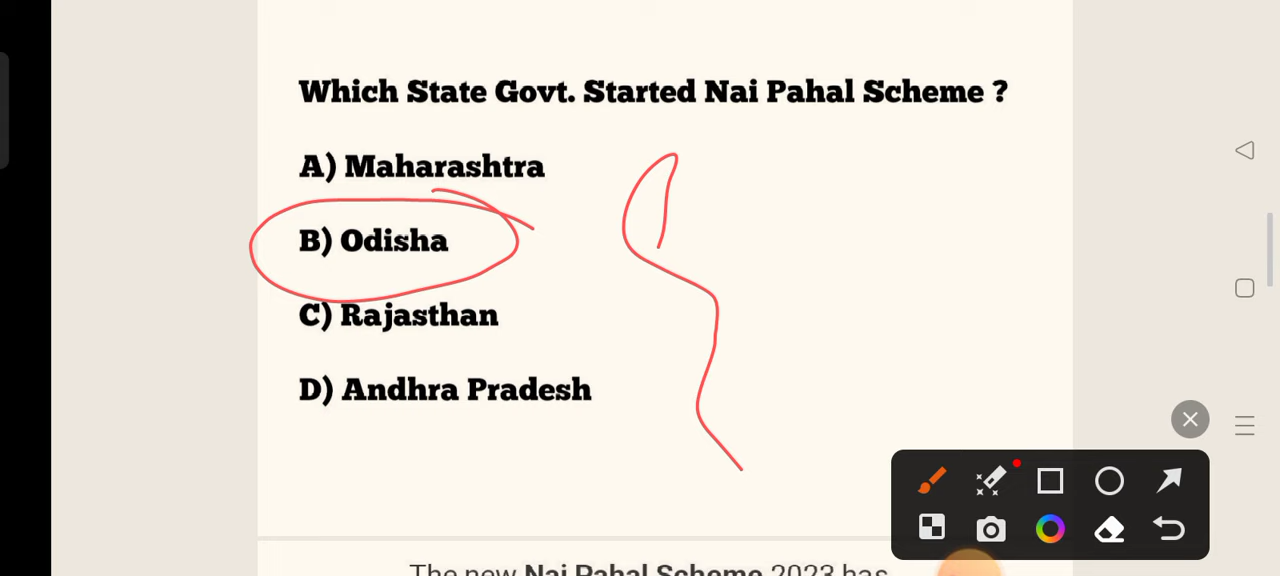 Which State Govt. Started Nai Pahal Scheme ?
A) Maharashtra
B) Odisha
C) Rajasthan
D) Andhra Pradesh
The new Nai Pahal Scheme 2023 has